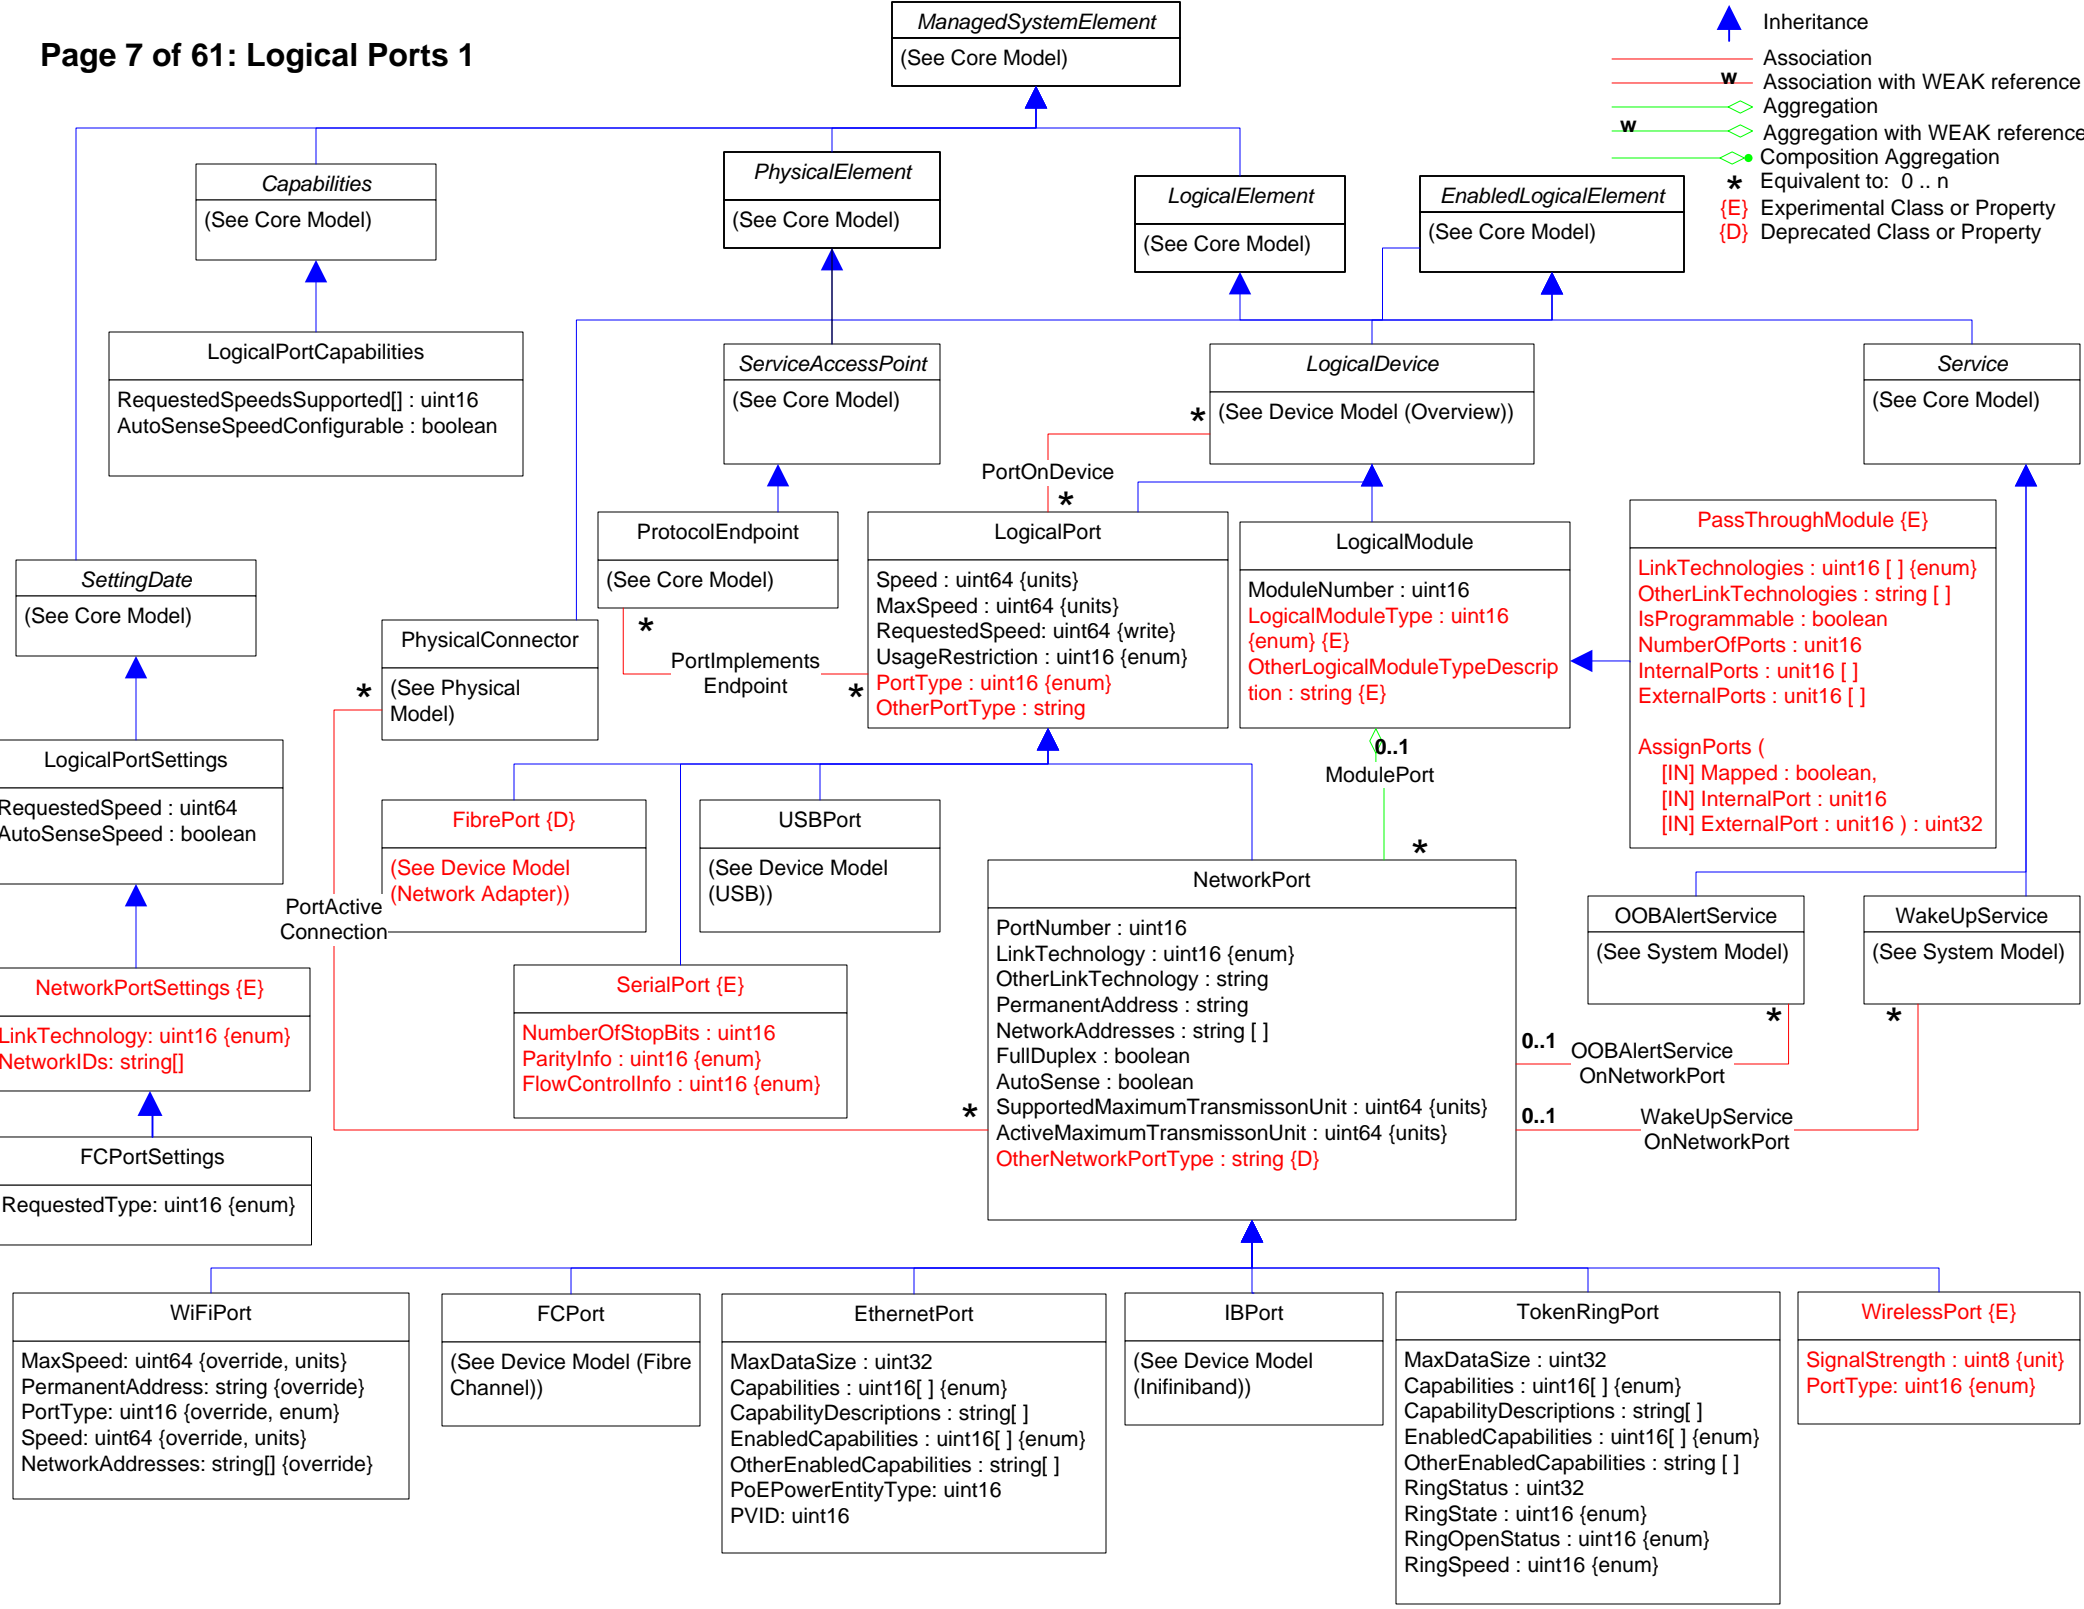 Page 7 of 61: Logical Ports 1
ManagedSystemElement
(See Core Model)
Inheritance
Association
w
Association with WEAK reference
Aggregation
w
Aggregation with WEAK reference
Composition Aggregation
* Equivalent to: 0 .. n
{E} Experimental Class or Property
{D} Deprecated Class or Property
Capabilities
(See Core Model)
PhysicalElement
(See Core Model)
LogicalElement
(See Core Model)
EnabledLogicalElement
(See Core Model)
LogicalPortCapabilities
RequestedSpeedsSupported[] : uint16
AutoSenseSpeedConfigurable : boolean
ServiceAccessPoint
(See Core Model)
LogicalDevice
(See Device Model (Overview))
*
PortOnDevice
*
Service
(See Core Model)
SettingDate
(See Core Model)
ProtocolEndpoint
(See Core Model)
*
PortImplements
Endpoint
*
LogicalPort
Speed : uint64 {units}
MaxSpeed : uint64 {units}
RequestedSpeed: uint64 {write}
UsageRestriction : uint16 {enum}
PortType : uint16 {enum}
OtherPortType : string
LogicalModule
ModuleNumber : uint16
LogicalModuleType : uint16
{enum} {E}
OtherLogicalModuleTypeDescrip
tion : string {E}
0..1
ModulePort
*
PassThroughModule {E}
LinkTechnologies : uint16 [ ] {enum}
OtherLinkTechnologies : string [ ]
IsProgrammable : boolean
NumberOfPorts : unit16
InternalPorts : unit16 [ ]
ExternalPorts : unit16 [ ]
AssignPorts (
[IN] Mapped : boolean,
[IN] InternalPort : unit16
[IN] ExternalPort : unit16 ) : uint32
PhysicalConnector
(See Physical
Model)
*
PortActive
Connection
*
LogicalPortSettings
RequestedSpeed : uint64
AutoSenseSpeed : boolean
FibrePort {D}
(See Device Model
(Network Adapter))
USBPort
(See Device Model
(USB))
NetworkPortSettings {E}
LinkTechnology: uint16 {enum}
NetworkIDs: string[]
SerialPort {E}
NumberOfStopBits : uint16
ParityInfo : uint16 {enum}
FlowControlInfo : uint16 {enum}
NetworkPort
PortNumber : uint16
LinkTechnology : uint16 {enum}
OtherLinkTechnology : string
PermanentAddress : string
NetworkAddresses : string [ ]
FullDuplex : boolean
AutoSense : boolean
SupportedMaximumTransmissonUnit : uint64 {units}
ActiveMaximumTransmissonUnit : uint64 {units}
OtherNetworkPortType : string {D}
OOBAlertService
(See System Model)
*
WakeUpService
(See System Model)
*
0..1
OOBAlertService
OnNetworkPort
0..1
WakeUpService
OnNetworkPort
FCPortSettings
RequestedType: uint16 {enum}
WiFiPort
MaxSpeed: uint64 {override, units}
PermanentAddress: string {override}
PortType: uint16 {override, enum}
Speed: uint64 {override, units}
NetworkAddresses: string[] {override}
FCPort
(See Device Model (Fibre
Channel))
EthernetPort
MaxDataSize : uint32
Capabilities : uint16[ ] {enum}
CapabilityDescriptions : string[ ]
EnabledCapabilities : uint16[ ] {enum}
OtherEnabledCapabilities : string[ ]
PoEPowerEntityType: uint16
PVID: uint16
IBPort
(See Device Model
(Inifiniband))
TokenRingPort
MaxDataSize : uint32
Capabilities : uint16[ ] {enum}
CapabilityDescriptions : string[ ]
EnabledCapabilities : uint16[ ] {enum}
OtherEnabledCapabilities : string [ ]
RingStatus : uint32
RingState : uint16 {enum}
RingOpenStatus : uint16 {enum}
RingSpeed : uint16 {enum}
WirelessPort {E}
SignalStrength : uint8 {unit}
PortType: uint16 {enum}